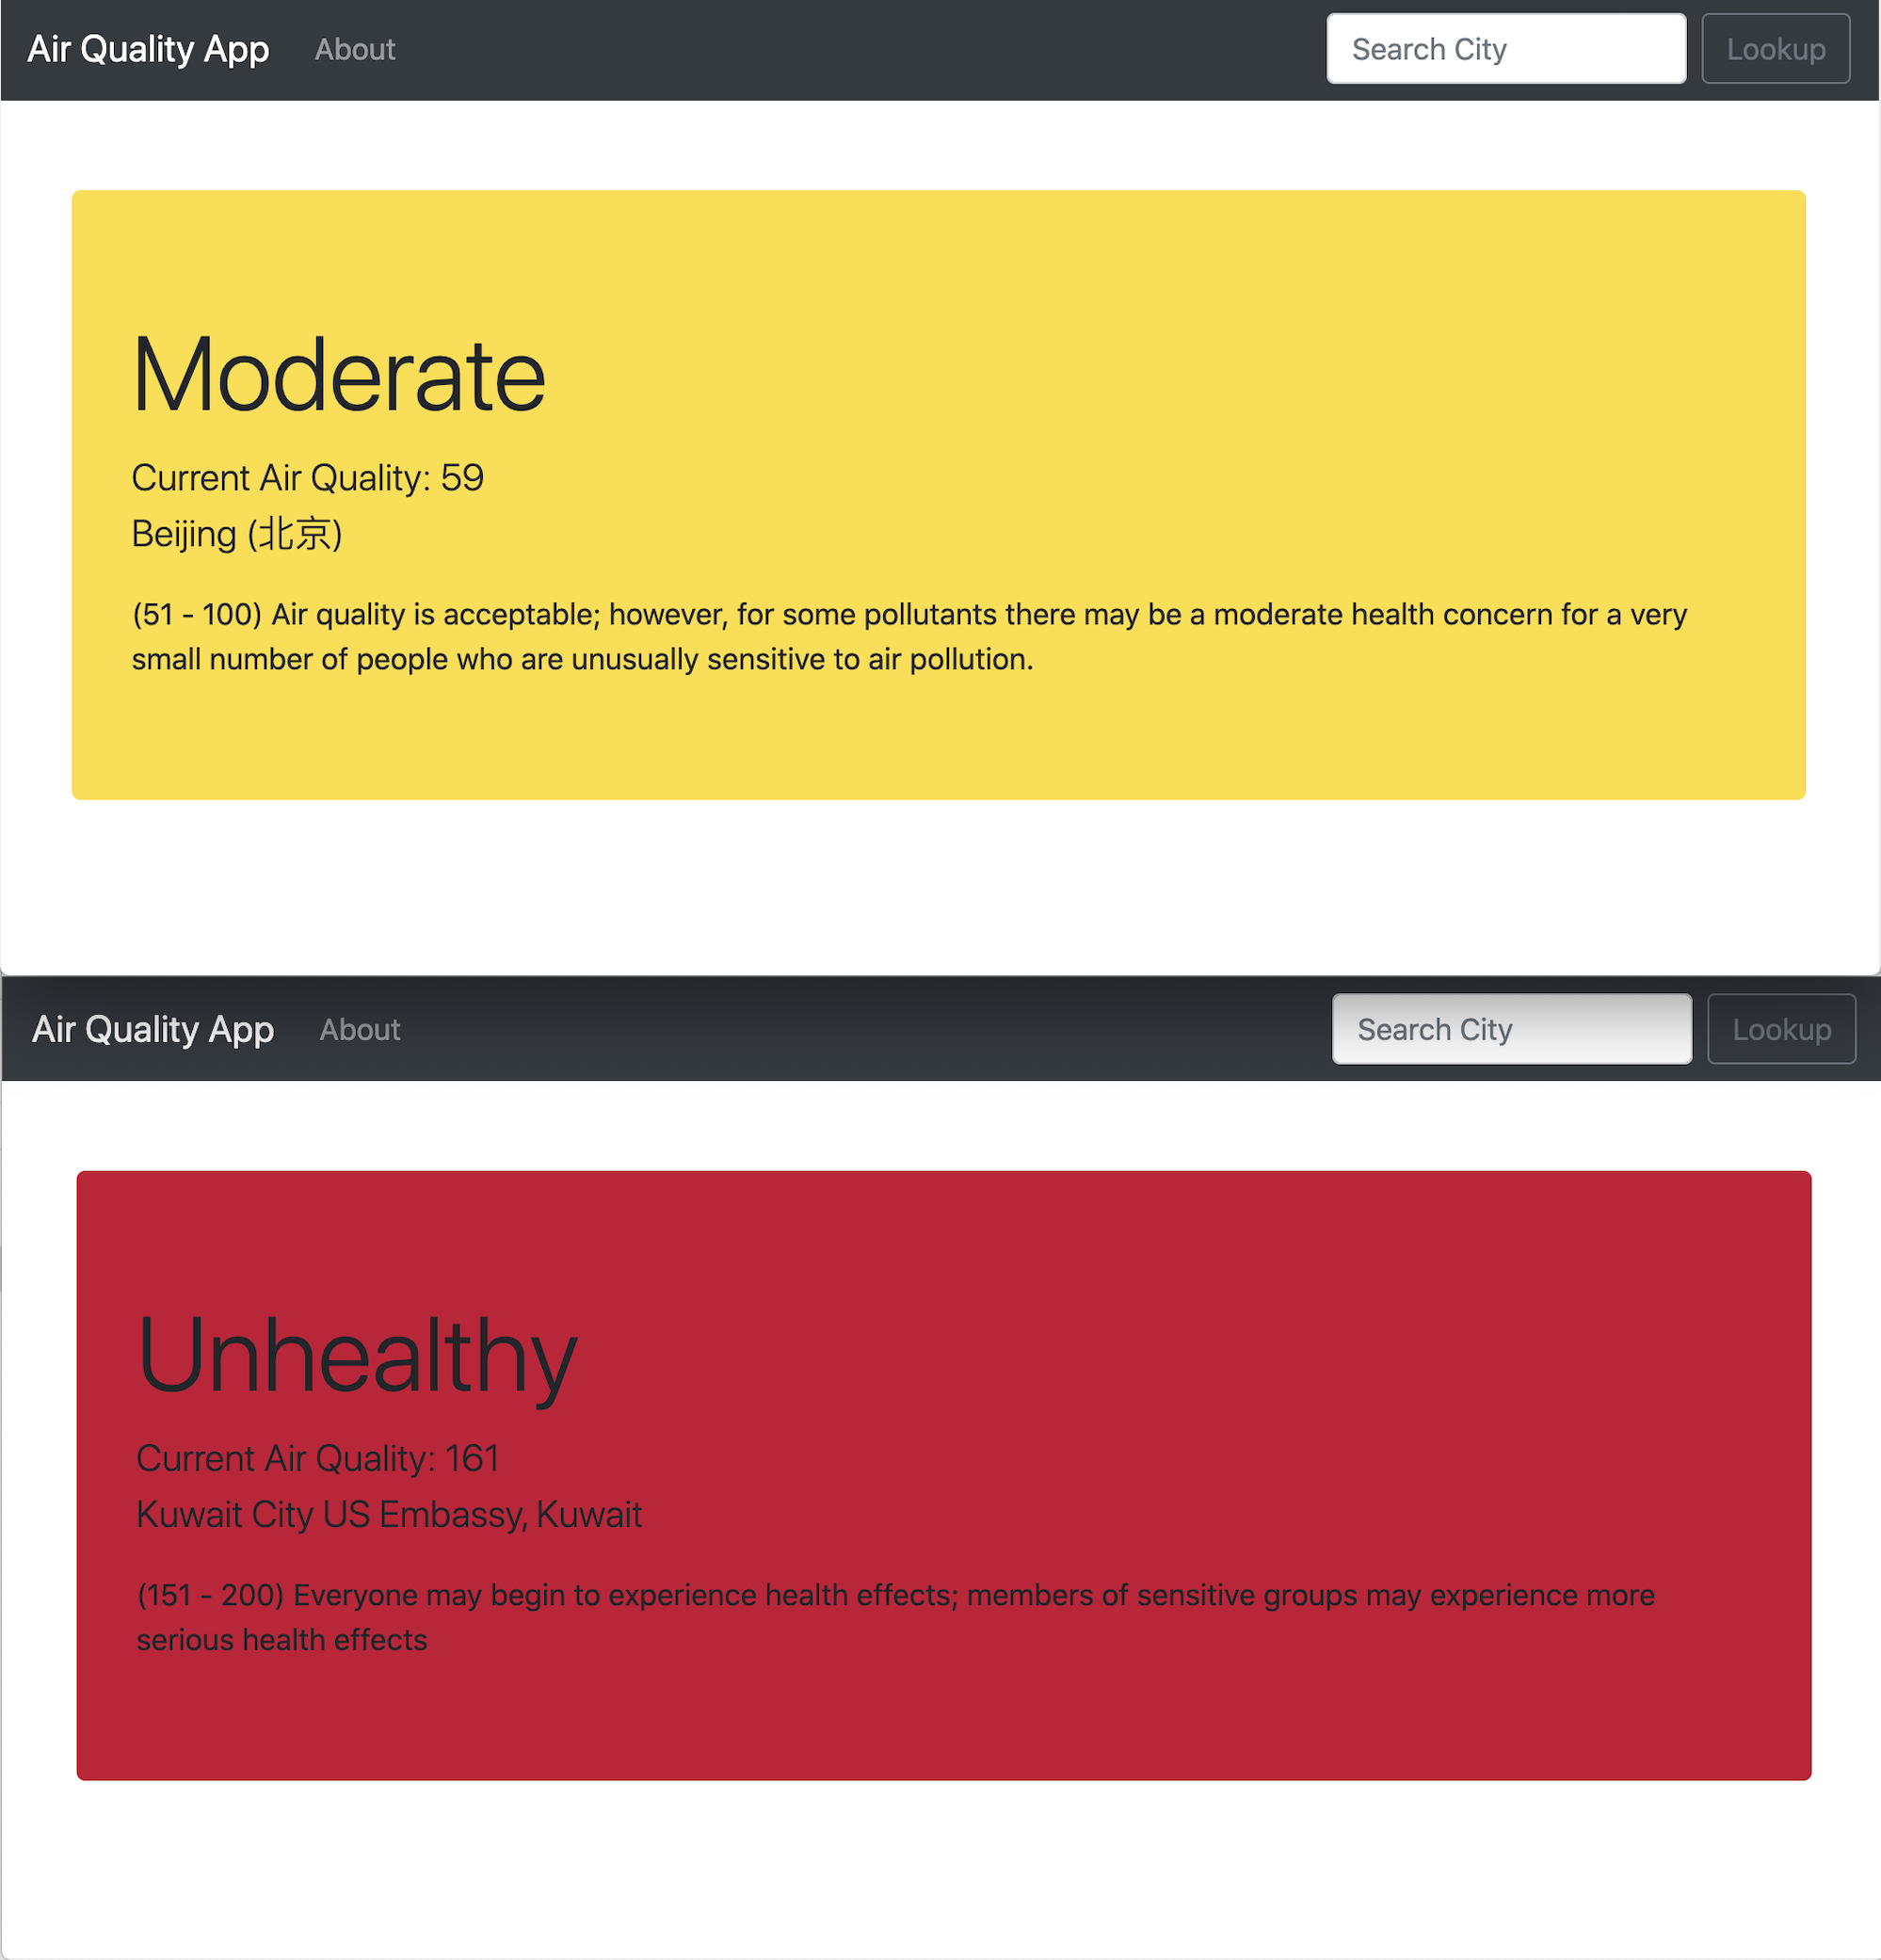 Air Quality App About Search City Lookup
Moderate
Current Air Quality: 59
Beijing (北京)
(51 - 100) Air quality is acceptable; however, for some pollutants there may be a moderate health concern for a very
small number of people who are unusually sensitive to air pollution.
Air Quality App About Search City Lookup
Unhealthy
Current Air Quality: 161
Kuwait City US Embassy, Kuwait
(151 - 200) Everyone may begin to experience health effects; members of sensitive groups may experience more
serious health effects